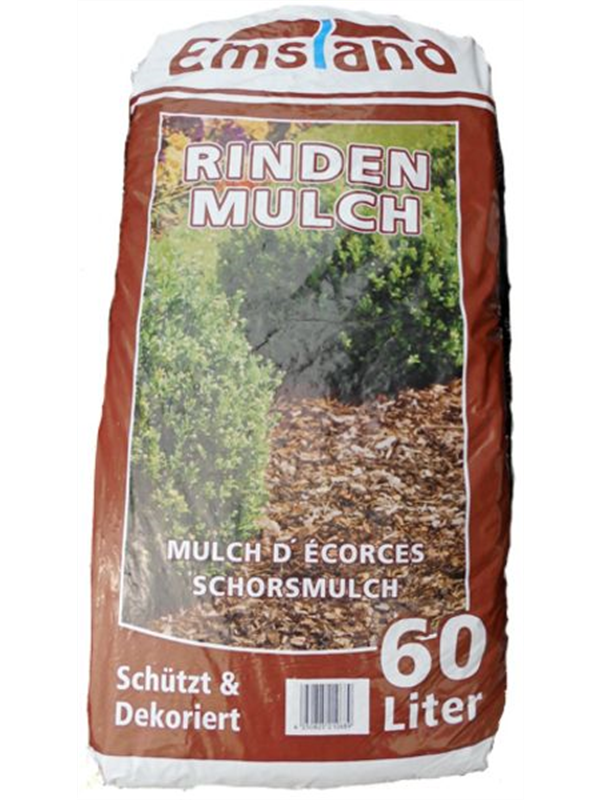 Emsland
RINDEN
MULCH
MULCH D´ÉCORCES
SCHORSMULCH
60
Liter
Schützt &
Dekoriert